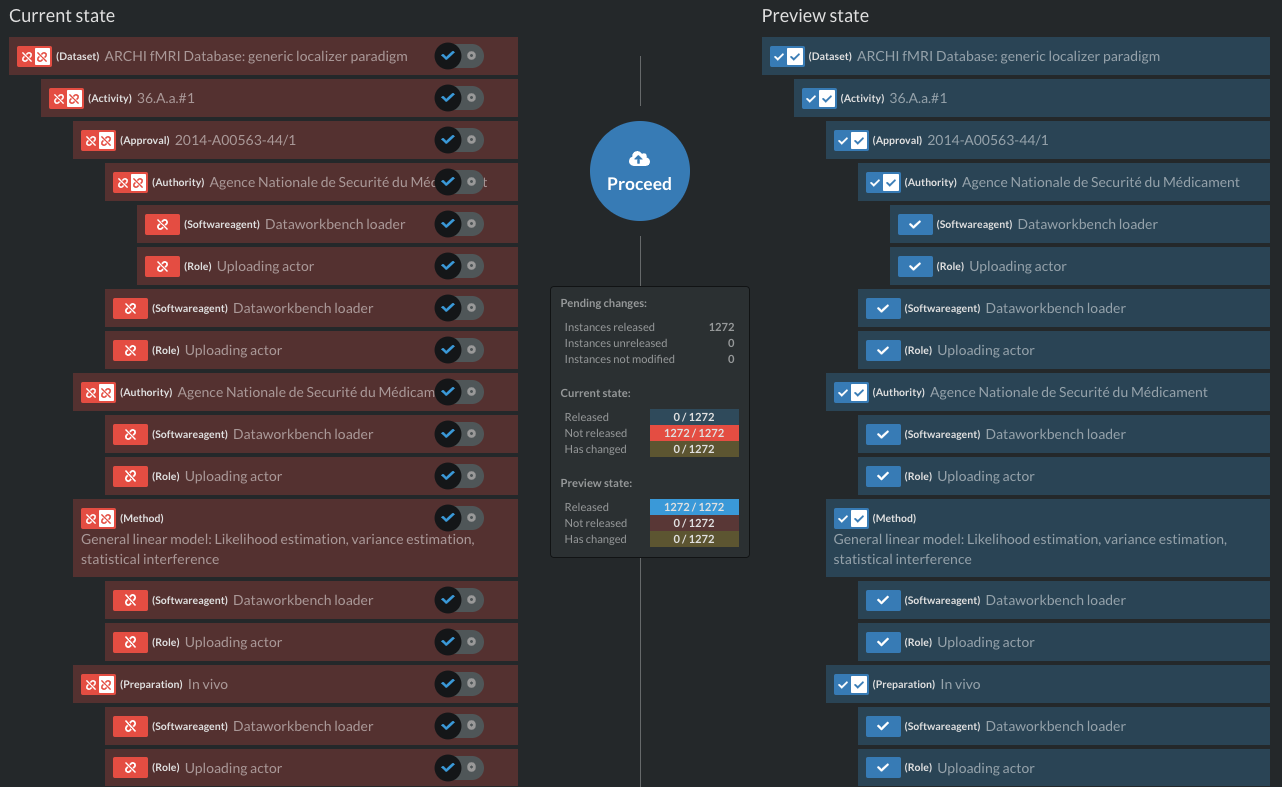 Current state
(Dataset) ARCHI fMRI Database: generic localizer paradigm
(Activity) 36.A.a.#1
(Approval) 2014-A00563-44/1
(Authority) Agence Nationale de Securité du Méd t
(Softwareagent) Dataworkbench loader
(Role) Uploading actor
(Softwareagent) Dataworkbench loader
(Role) Uploading actor
(Authority) Agence Nationale de Securité du Médicam
(Softwareagent) Dataworkbench loader
(Role) Uploading actor
(Method)
General linear model: Likelihood estimation, variance estimation,
statistical interference
(Softwareagent) Dataworkbench loader
(Role) Uploading actor
(Preparation) In vivo
(Softwareagent) Dataworkbench loader
(Role) Uploading actor
Proceed
Pending changes:
Instances released 1272
Instances unreleased 0
Instances not modified 0
Current state:
Released 0 / 1272
Not released 1272 / 1272
Has changed 0 / 1272
Preview state:
Released 1272 / 1272
Not released 0 / 1272
Has changed 0 / 1272
Preview state
(Dataset) ARCHI fMRI Database: generic localizer paradigm
(Activity) 36.A.a.#1
(Approval) 2014-A00563-44/1
(Authority) Agence Nationale de Securité du Médicament
(Softwareagent) Dataworkbench loader
(Role) Uploading actor
(Softwareagent) Dataworkbench loader
(Role) Uploading actor
(Authority) Agence Nationale de Securité du Médicament
(Softwareagent) Dataworkbench loader
(Role) Uploading actor
(Method)
General linear model: Likelihood estimation, variance estimation,
statistical interference
(Softwareagent) Dataworkbench loader
(Role) Uploading actor
(Preparation) In vivo
(Softwareagent) Dataworkbench loader
(Role) Uploading actor